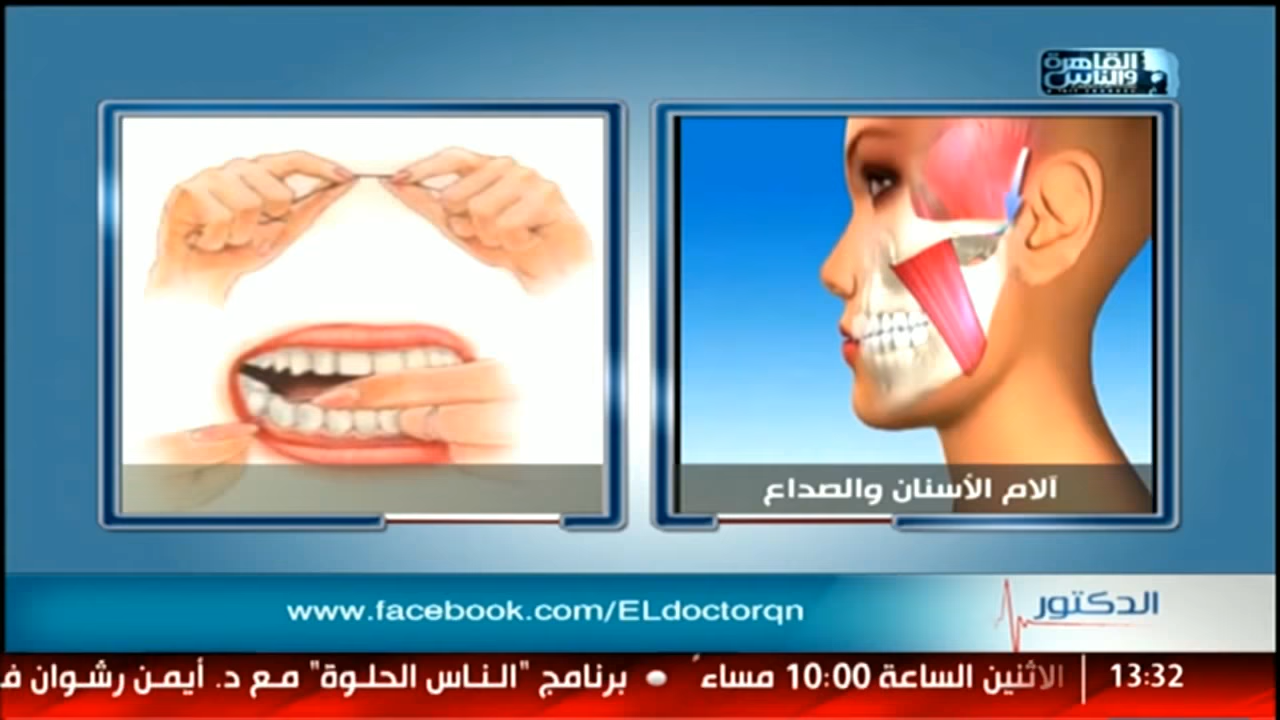 القاهرة
والناس
آلام الأسنان والصداع
www.facebook.com/ELdoctorqn
الدكتور
13:32
الاثنين الساعة 10:00 مساءً • برنامج "الناس الحلوة" مع د. أيمن رشوان